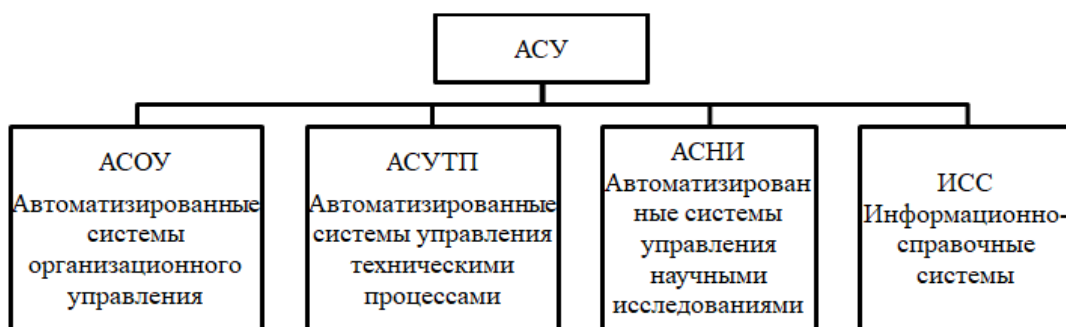 АСУ
АСОУ
Автоматизированные
системы
организационного
управления
АСУТП
Автоматизированные
системы управления
техническими
процессами
АСНИ
Автоматизирован
ные системы
управления
научными
исследованиями
ИСС
Информационно-
справочные
системы